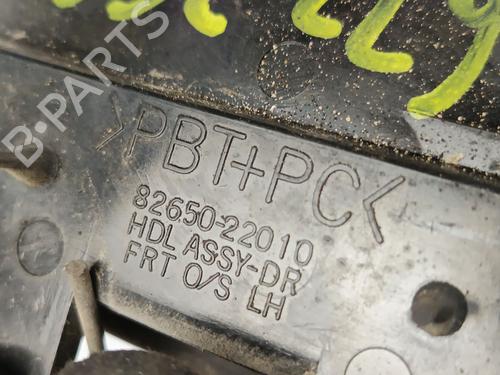 B-PARTS
>PBT+PC<
82650-22010
HDL ASSY-DR
FRT O/S LH